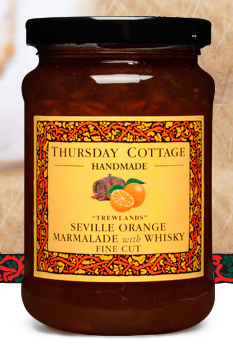 THURSDAY COTTAGE
HANDMADE
"TREWLANDS"
SEVILLE ORANGE
MARMALADE with WHISKY
FINE CUT